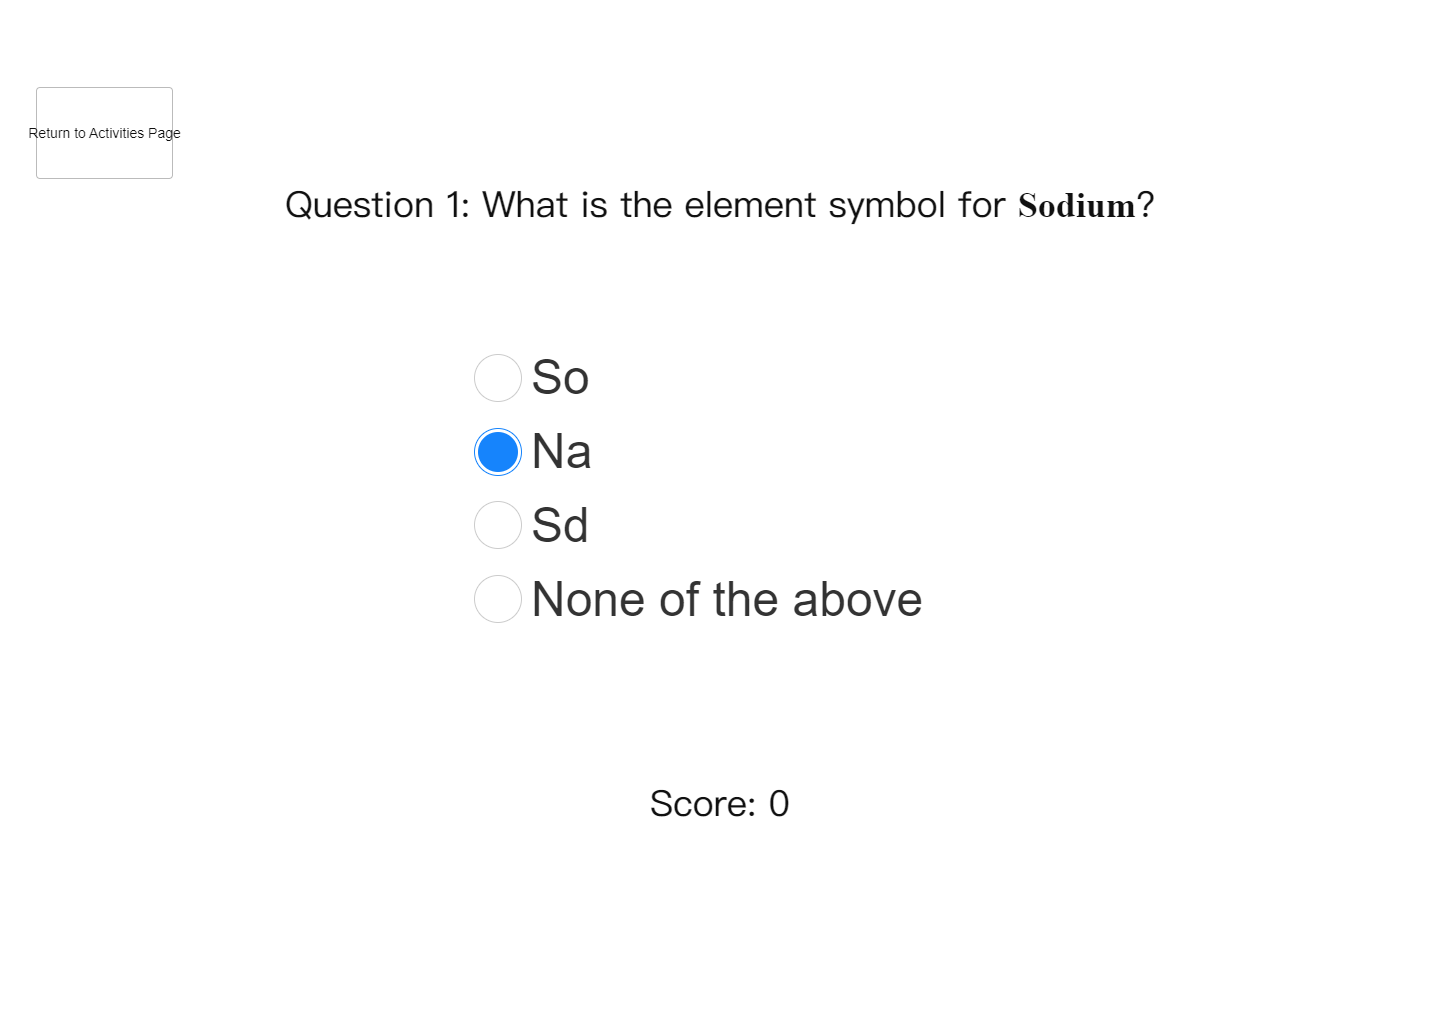 Return to Activities Page
Question 1: What is the element symbol for Sodium?
So
Na
Sd
None of the above
Score: 0